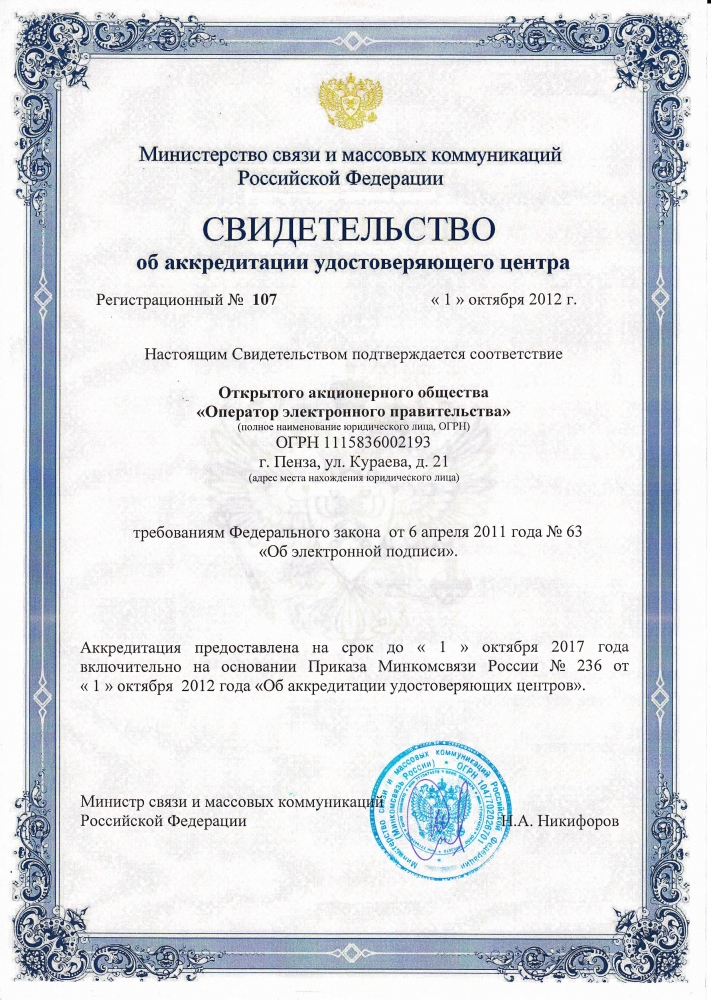 Министерство связи и массовых коммуникаций
Российской Федерации
СВИДЕТЕЛЬСТВО
об аккредитации удостоверяющего центра
Регистрационный № 107
« 1 » октября 2012 г.
Настоящим Свидетельством подтверждается соответствие
Открытого акционерного общества
«Оператор электронного правительства»
(полное наименование юридического лица, ОГРН)
ОГРН 1115836002193
г. Пенза, ул. Кураева, д. 21
(адрес места нахождения юридического лица)
требованиям Федерального закона от 6 апреля 2011 года № 63
«Об электронной подписи».
Аккредитация предоставлена на срок до « 1 » октября 2017 года
включительно на основании Приказа Минкомсвязи России № 236 от
« 1 » октября 2012 года «Об аккредитации удостоверяющих центров».
Министр связи и массовых коммуникаций
Российской Федерации
Н.А. Никифоров
Министерство связи и массовых коммуникаций Российской Федерации
(Минкомсвязь России) * ОГРН 1047702026701